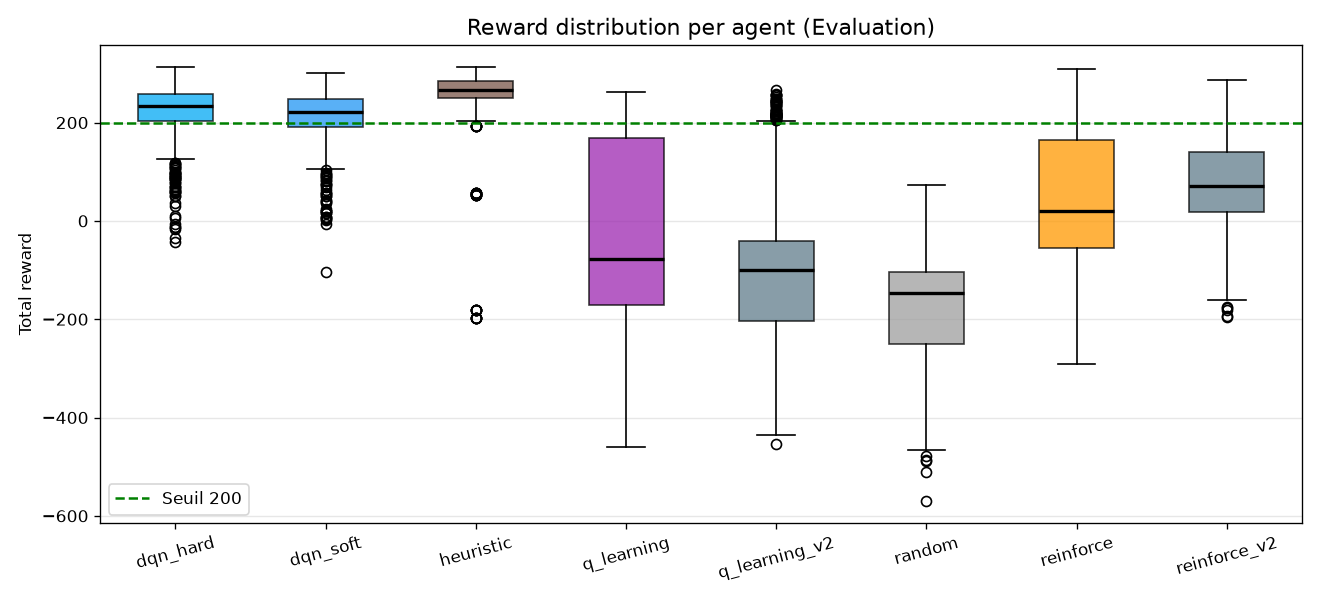 Reward distribution per agent (Evaluation)
Total reward
200
0
−200
−400
−600
Seuil 200
dqn_hard
dqn_soft
heuristic
q_learning
q_learning_v2
random
reinforce
reinforce_v2